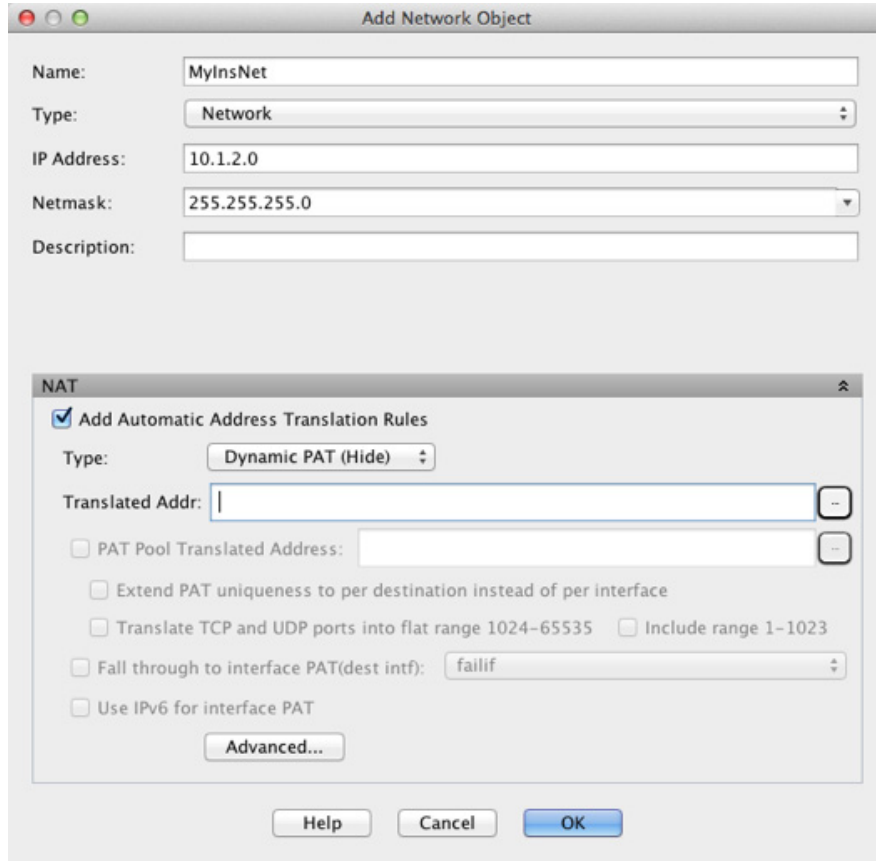 Add Network Object
Name: MyInsNet
Type: Network
IP Address: 10.1.2.0
Netmask: 255.255.255.0
Description:
NAT
Add Automatic Address Translation Rules
Type: Dynamic PAT (Hide)
Translated Addr: --
PAT Pool Translated Address: --
Extend PAT uniqueness to per destination instead of per interface
Translate TCP and UDP ports into flat range 1024-65535 Include range 1-1023
Fall through to interface PAT(dest intf): failif
Use IPv6 for interface PAT
Advanced...
Help Cancel OK